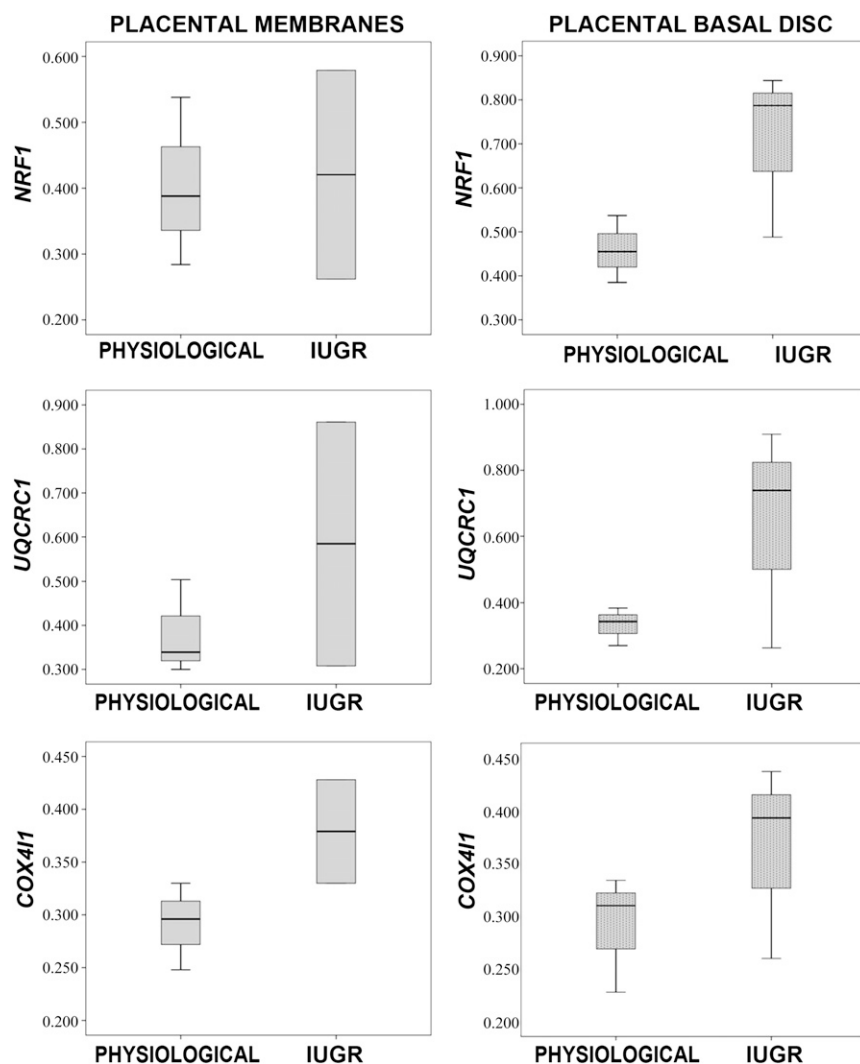 PLACENTAL MEMBRANES
PLACENTAL BASAL DISC
NRF1
0.600
0.500
0.400
0.300
0.200
PHYSIOLOGICAL IUGR
NRF1
0.900
0.800
0.700
0.600
0.500
0.400
0.300
PHYSIOLOGICAL IUGR
UQCRC1
0.900
0.800
0.700
0.600
0.500
0.400
0.300
PHYSIOLOGICAL IUGR
UQCRC1
1.000
0.800
0.600
0.400
0.200
PHYSIOLOGICAL IUGR
COX4I1
0.450
0.400
0.350
0.300
0.250
0.200
PHYSIOLOGICAL IUGR
COX4I1
0.450
0.400
0.350
0.300
0.250
0.200
PHYSIOLOGICAL IUGR